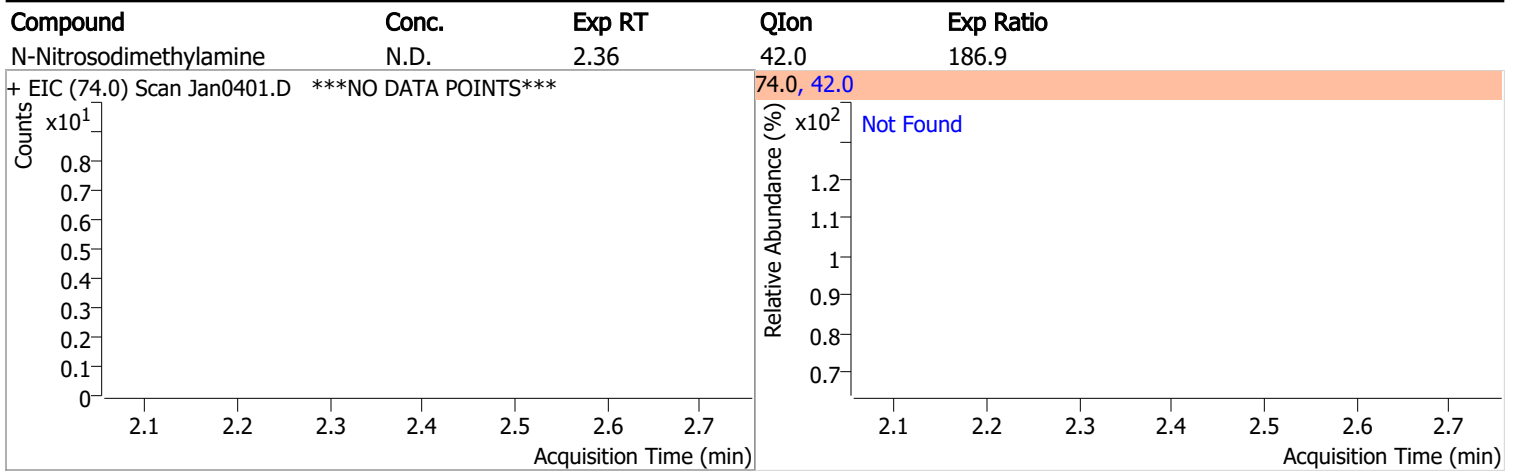 Compound Conc. Exp RT QIon Exp Ratio
N-Nitrosodimethylamine N.D. 2.36 42.0 186.9
+ EIC (74.0) Scan Jan0401.D ***NO DATA POINTS***
Counts
x10¹
0.8
0.7
0.6
0.5
0.4
0.3
0.2
0.1
0
2.1 2.2 2.3 2.4 2.5 2.6 2.7
Acquisition Time (min)
74.0, 42.0
Relative Abundance (%)
x10²
Not Found
1.2
1.1
1
0.9
0.8
0.7
2.1 2.2 2.3 2.4 2.5 2.6 2.7
Acquisition Time (min)